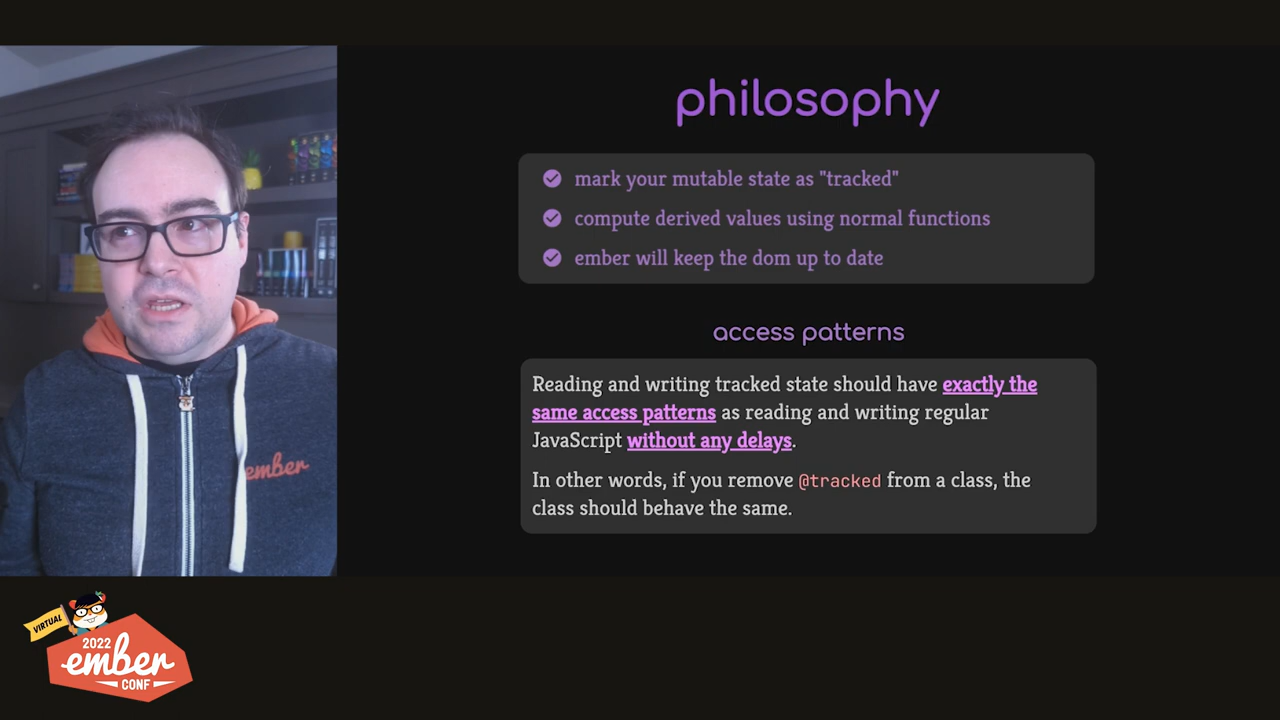 philosophy
mark your mutable state as "tracked"
compute derived values using normal functions
ember will keep the dom up to date
access patterns
Reading and writing tracked state should have exactly the
same access patterns as reading and writing regular
JavaScript without any delays.
In other words, if you remove @tracked from a class, the
class should behave the same.
ember
VIRTUAL
2022
ember
CONF